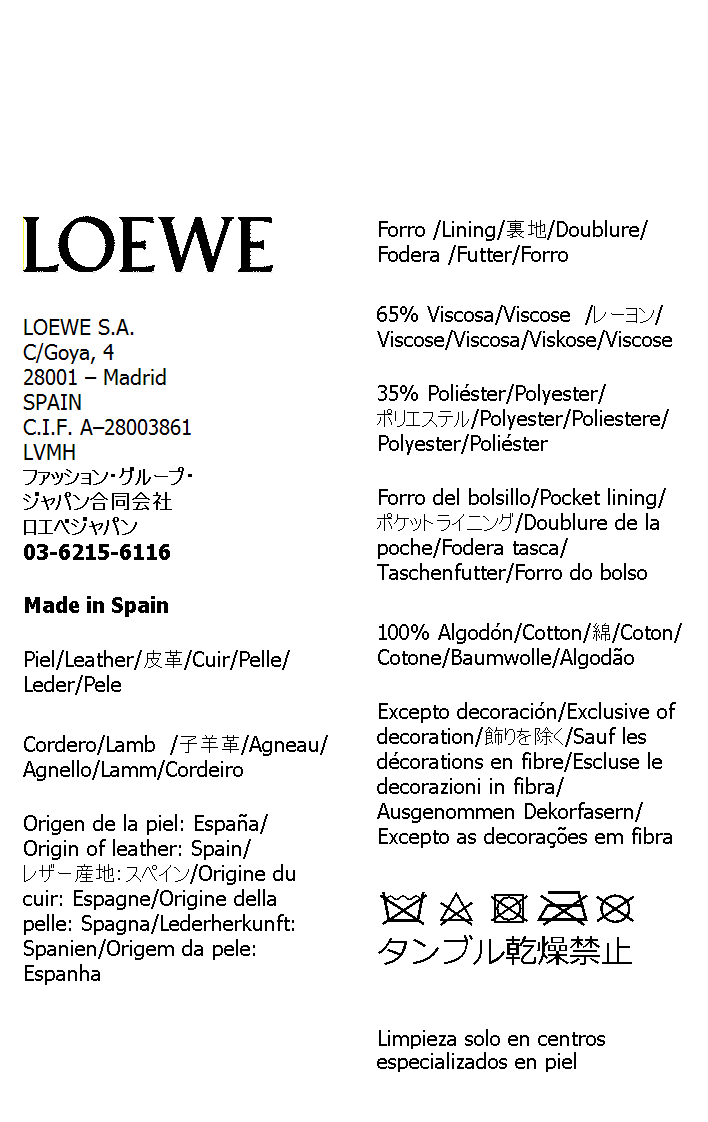 LOEWE
LOEWE S.A.
C/Goya, 4
28001 – Madrid
SPAIN
C.I.F. A–28003861
LVMH
ファッション・グループ・
ジャパン合同会社
ロエベジャパン
03-6215-6116
Made in Spain
Piel/Leather/皮革/Cuir/Pelle/
Leder/Pele
Cordero/Lamb /子羊革/Agneau/
Agnello/Lamm/Cordeiro
Origen de la piel: España/
Origin of leather: Spain/
レザー産地：スペイン/Origine du
cuir: Espagne/Origine della
pelle: Spagna/Lederherkunft:
Spanien/Origem da pele:
Espanha
Forro /Lining/裏地/Doublure/
Fodera /Futter/Forro
65% Viscosa/Viscose /レーヨン/
Viscose/Viscosa/Viskose/Viscose
35% Poliéster/Polyester/
ポリエステル/Polyester/Poliestere/
Polyester/Poliéster
Forro del bolsillo/Pocket lining/
ポケットライニング/Doublure de la
poche/Fodera tasca/
Taschenfutter/Forro do bolso
100% Algodón/Cotton/綿/Coton/
Cotone/Baumwolle/Algodão
Excepto decoración/Exclusive of
decoration/飾りを除く/Sauf les
décorations en fibre/Escluse le
decorazioni in fibra/
Ausgenommen Dekorfasern/
Excepto as decorações em fibra
タンブル乾燥禁止
Limpieza solo en centros
especializados en piel